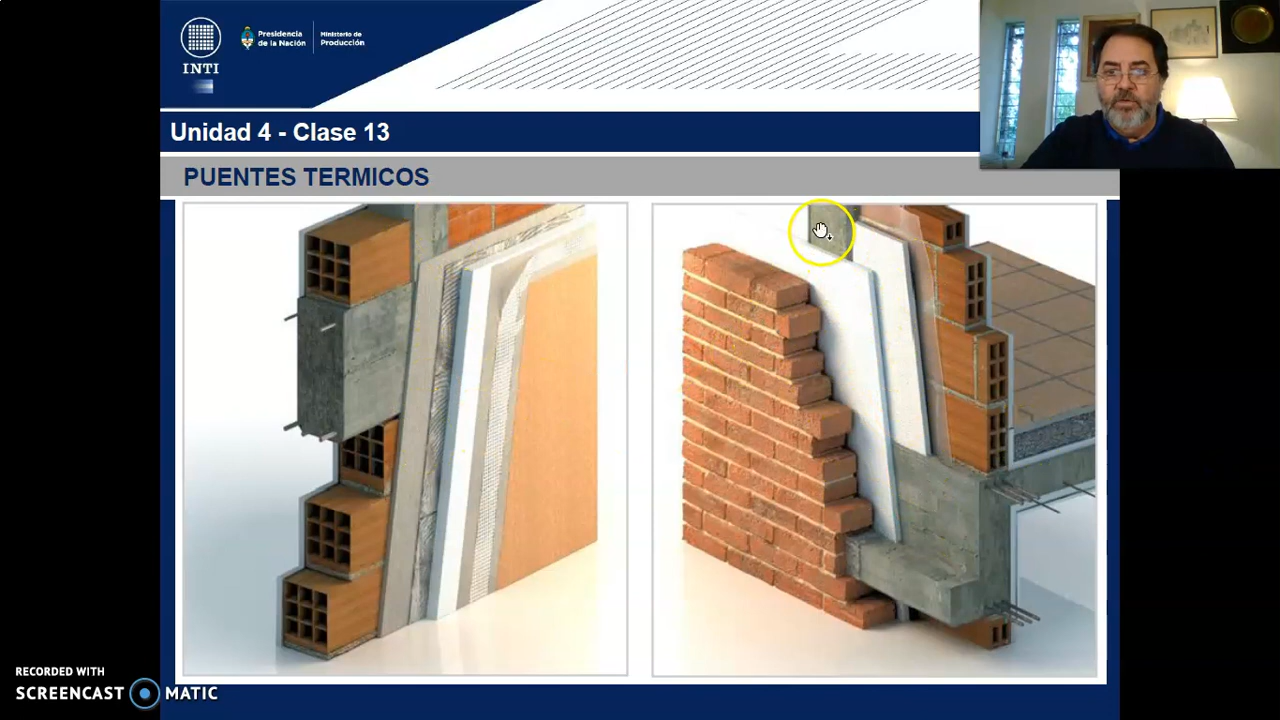 INTI
Presidencia
de la Nación
Ministerio de
Producción
Unidad 4 - Clase 13
PUENTES TERMICOS
RECORDED WITH
SCREENCAST MATIC